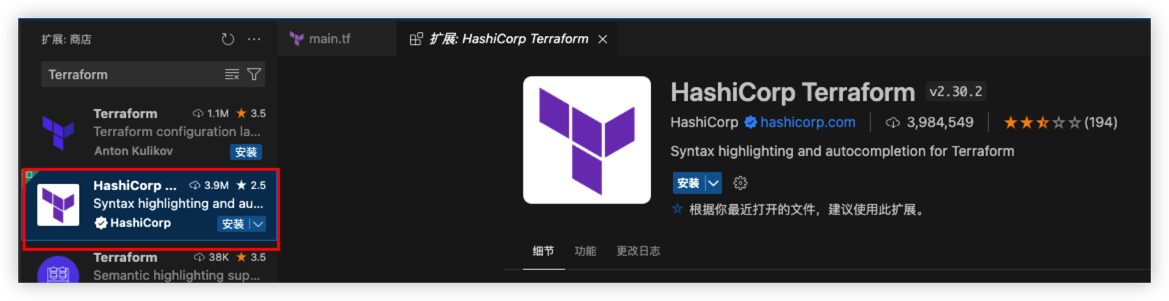 扩展: 商店
Terraform
Terraform 1.1M 3.5
Terraform configuration la...
Anton Kulikov 安装
HashiCorp ... 3.9M 2.5
Syntax highlighting and au...
HashiCorp 安装
Terraform 38K 3.5
Semantic highlighting sup...
main.tf
扩展: HashiCorp Terraform
HashiCorp Terraform v2.30.2
HashiCorp hashicorp.com 3,984,549 (194)
Syntax highlighting and autocompletion for Terraform
安装
根据你最近打开的文件，建议使用此扩展。
细节 功能 更改日志